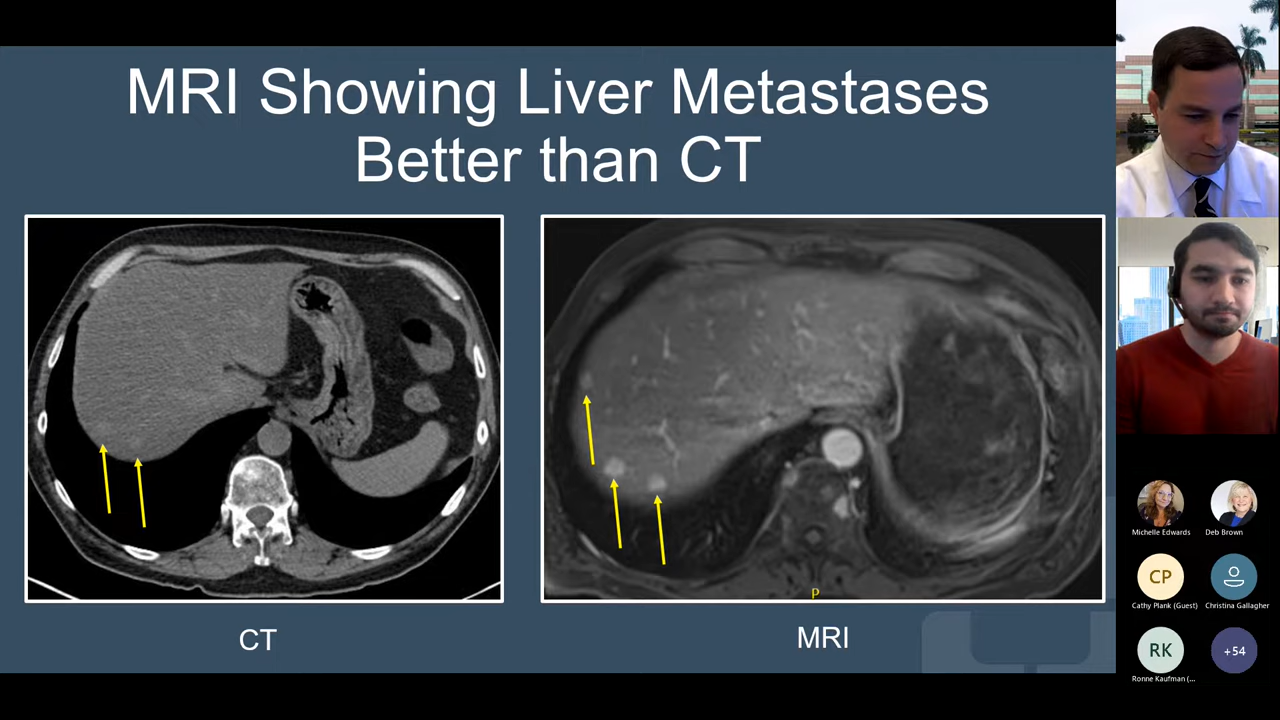 MRI Showing Liver Metastases
Better than CT
P
CT
MRI
Michelle Edwards
Deb Brown
CP
Cathy Plank (Guest)
Christina Gallagher
RK
+54
Ronne Kaufman (...